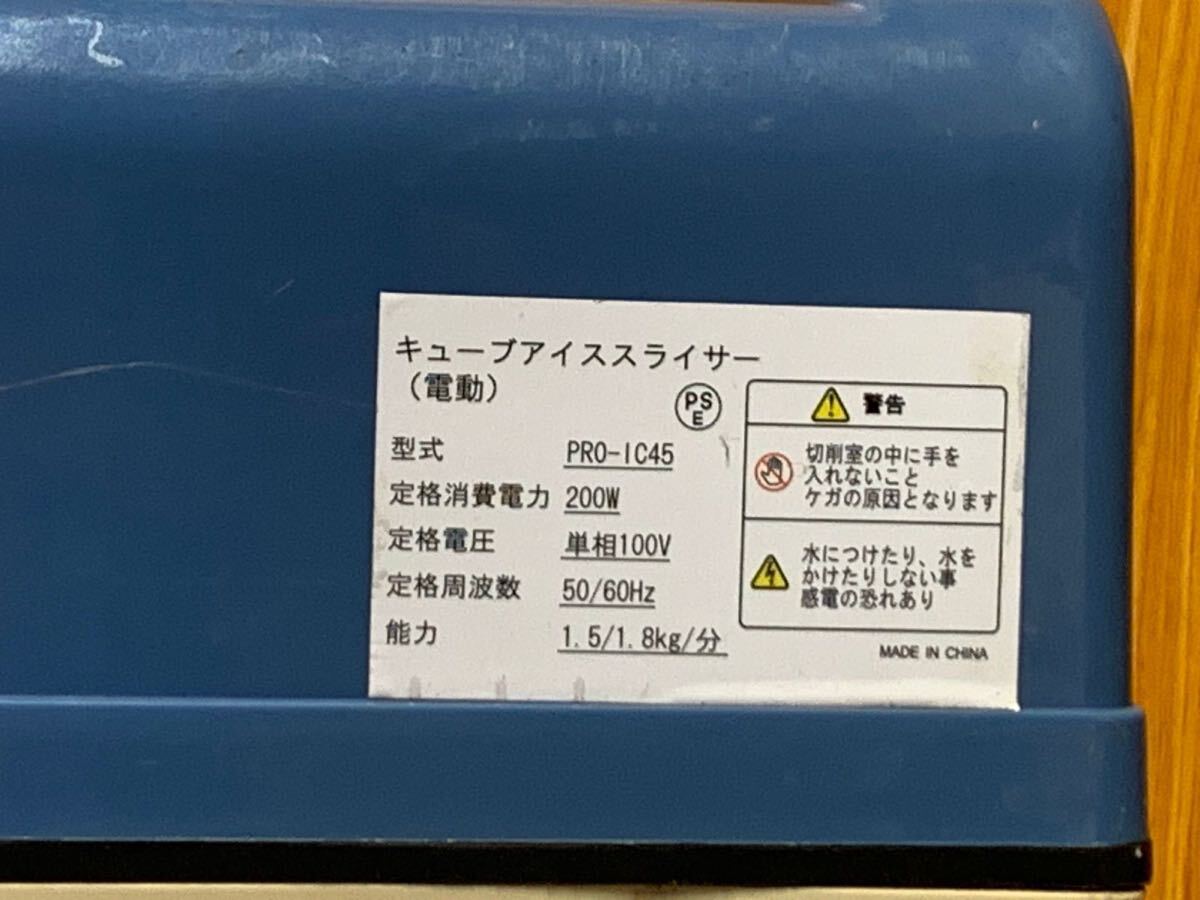 キューブアイススライサー
（電動）
PS
E
型式 PRO-IC45
定格消費電力 200W
定格電圧 単相100V
定格周波数 50/60Hz
能力 1.5/1.8kg/分
警告
切削室の中に手を
入れないこと
ケガの原因となります
水につけたり、水を
かけたりしない事
感電の恐れあり
MADE IN CHINA